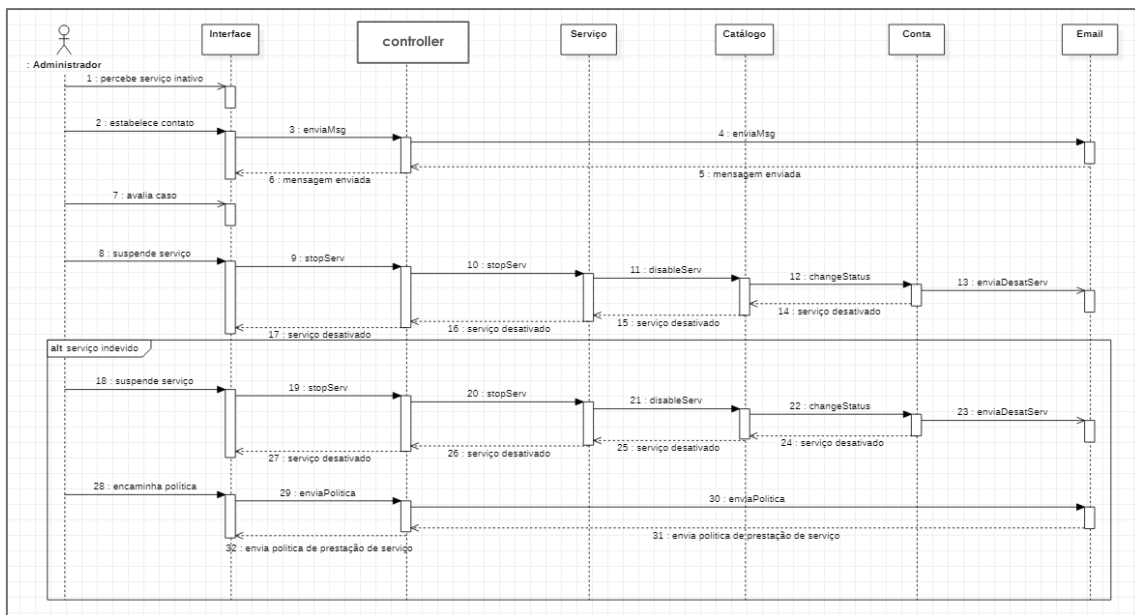 Interface
controller
Serviço
Catálogo
Conta
Email
: Administrador
1 : percebe serviço inativo
2 : estabelece contato
3 : enviaMsg
4 : enviaMsg
5 : mensagem enviada
6 : mensagem enviada
7 : avalia caso
8 : suspende serviço
9 : stopServ
10 : stopServ
11 : disableServ
12 : changeStatus
13 : enviaDesatServ
14 : serviço desativado
15 : serviço desativado
16 : serviço desativado
17 : serviço desativado
alt serviço indevido
18 : suspende serviço
19 : stopServ
20 : stopServ
21 : disableServ
22 : changeStatus
23 : enviaDesatServ
24 : serviço desativado
25 : serviço desativado
26 : serviço desativado
27 : serviço desativado
28 : encaminha política
29 : enviaPolitica
30 : enviaPolitica
31 : envia politica de prestação de serviço
32 : envia politica de prestação de serviço